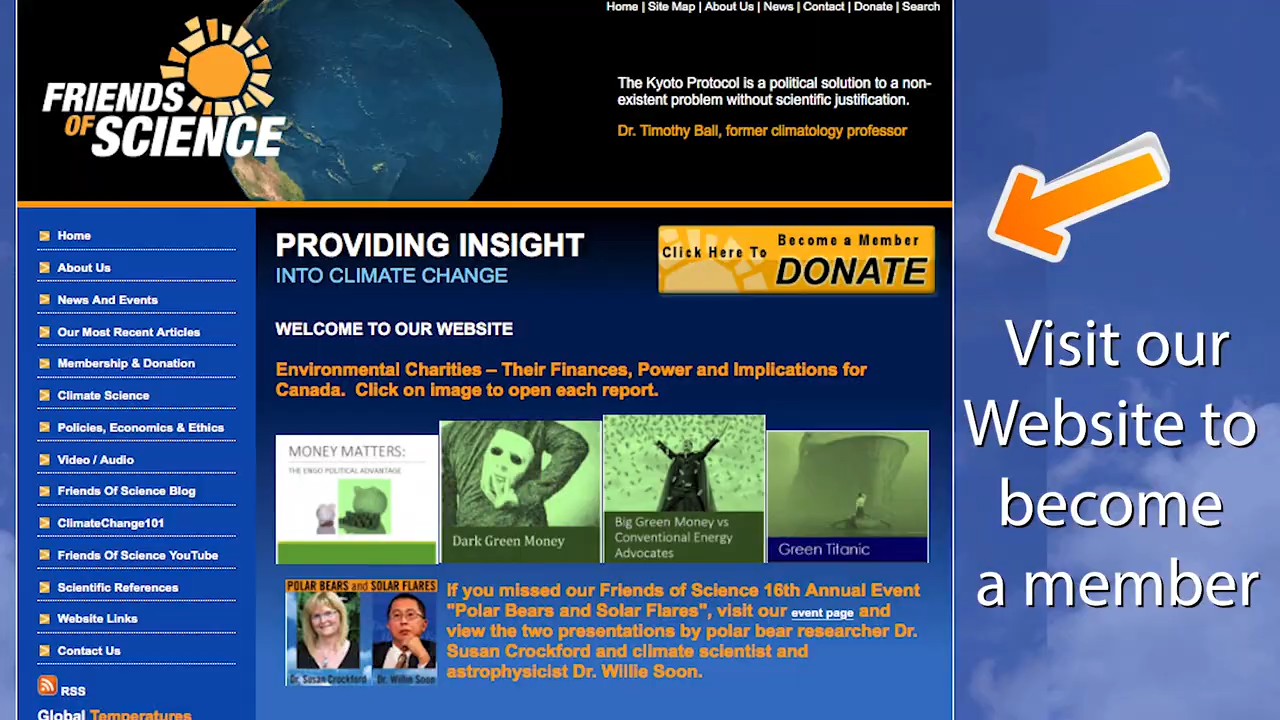 Home | Site Map | About Us | News | Contact | Donate | Search
FRIENDS
OF SCIENCE
The Kyoto Protocol is a political solution to a non-
existent problem without scientific justification.
Dr. Timothy Ball, former climatology professor
Home
About Us
News And Events
Our Most Recent Articles
Membership & Donation
Climate Science
Policies, Economics & Ethics
Video / Audio
Friends Of Science Blog
ClimateChange101
Friends Of Science YouTube
Scientific References
Website Links
Contact Us
RSS
Global Temperatures
PROVIDING INSIGHT
INTO CLIMATE CHANGE
Click Here To
Become a Member
DONATE
WELCOME TO OUR WEBSITE
Environmental Charities – Their Finances, Power and Implications for
Canada. Click on image to open each report.
MONEY MATTERS:
THE ENGO POLITICAL ADVANTAGE
Dark Green Money
Big Green Money vs
Conventional Energy
Advocates
Green Titanic
POLAR BEARS and SOLAR FLARES
Dr. Susan Crockford
Dr. Willie Soon
If you missed our Friends of Science 16th Annual Event
"Polar Bears and Solar Flares", visit our event page and
view the two presentations by polar bear researcher Dr.
Susan Crockford and climate scientist and
astrophysicist Dr. Willie Soon.
Visit our
Website to
become
a member